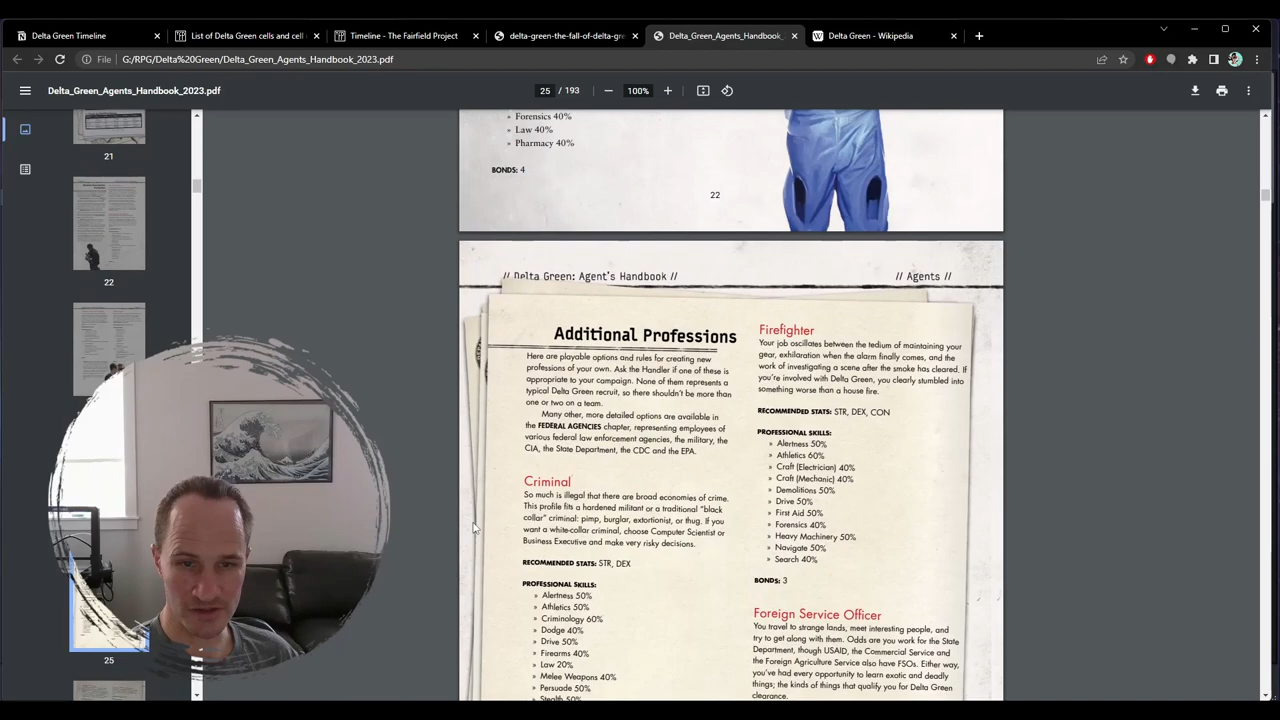 Delta Green Timeline
List of Delta Green cells and cell
Timeline - The Fairfield Project
delta-green-the-fall-of-delta-gre
Delta_Green_Agents_Handbook_
Delta Green - Wikipedia
File
G:/RPG/Delta%20Green/Delta_Green_Agents_Handbook_2023.pdf
Delta_Green_Agents_Handbook_2023.pdf
25 / 193
100%
21
22
25
» Forensics 40%
» Law 40%
» Pharmacy 40%
BONDS: 4
22
// Delta Green: Agent's Handbook //
// Agents //
Additional Professions
Here are playable options and rules for creating new
professions of your own. Ask the Handler if one of these is
appropriate to your campaign. None of them represents a
typical Delta Green recruit, so there shouldn't be more than
one or two on a team.
Many other, more detailed options are available in
the FEDERAL AGENCIES chapter, representing employees of
various federal law enforcement agencies, the military, the
CIA, the State Department, the CDC and the EPA.
Criminal
So much is illegal that there are broad economies of crime.
This profile fits a hardened militant or a traditional "black
collar" criminal: pimp, burglar, extortionist, or thug. If you
want a white-collar criminal, choose Computer Scientist or
Business Executive and make very risky decisions.
RECOMMENDED STATS: STR, DEX
PROFESSIONAL SKILLS:
» Alertness 50%
» Athletics 50%
» Criminology 60%
» Dodge 40%
» Drive 50%
» Firearms 40%
» Law 20%
» Melee Weapons 40%
» Persuade 50%
» Stealth 50%
Firefighter
Your job oscillates between the tedium of maintaining your
gear, exhilaration when the alarm finally comes, and the
work of investigating a scene after the smoke has cleared. If
you're involved with Delta Green, you clearly stumbled into
something worse than a house fire.
RECOMMENDED STATS: STR, DEX, CON
PROFESSIONAL SKILLS:
» Alertness 50%
» Athletics 60%
» Craft (Electrician) 40%
» Craft (Mechanic) 40%
» Demolitions 50%
» Drive 50%
» First Aid 50%
» Forensics 40%
» Heavy Machinery 50%
» Navigate 50%
» Search 40%
BONDS: 3
Foreign Service Officer
You travel to strange lands, meet interesting people, and
try to get along with them. Odds are you work for the State
Department, though USAID, the Commercial Service and
the Foreign Agriculture Service also have FSOs. Either way,
you've had every opportunity to learn exotic and deadly
things; the kinds of things that qualify you for Delta Green
clearance.